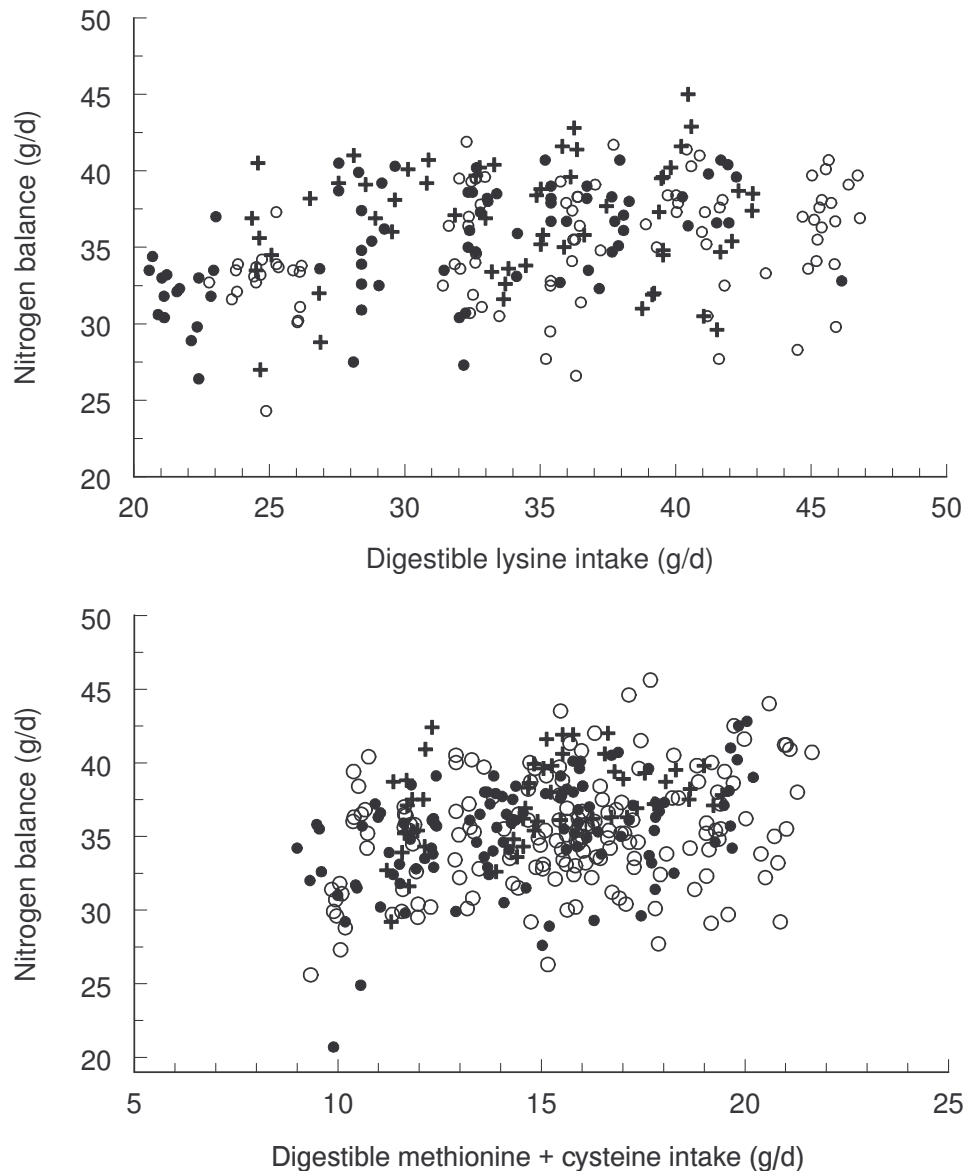 50
45
40
35
30
25
20
Nitrogen balance (g/d)
20 25 30 35 40 45 50
Digestible lysine intake (g/d)
50
45
40
35
30
25
20
Nitrogen balance (g/d)
5 10 15 20 25
Digestible methionine + cysteine intake (g/d)